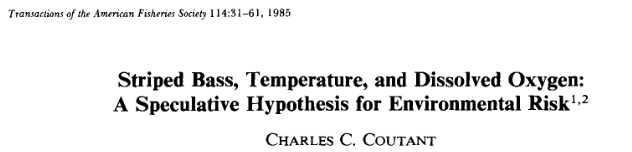 Transactions of the American Fisheries Society 114:31–61, 1985
Striped Bass, Temperature, and Dissolved Oxygen:
A Speculative Hypothesis for Environmental Risk1,2
CHARLES C. COUTANT